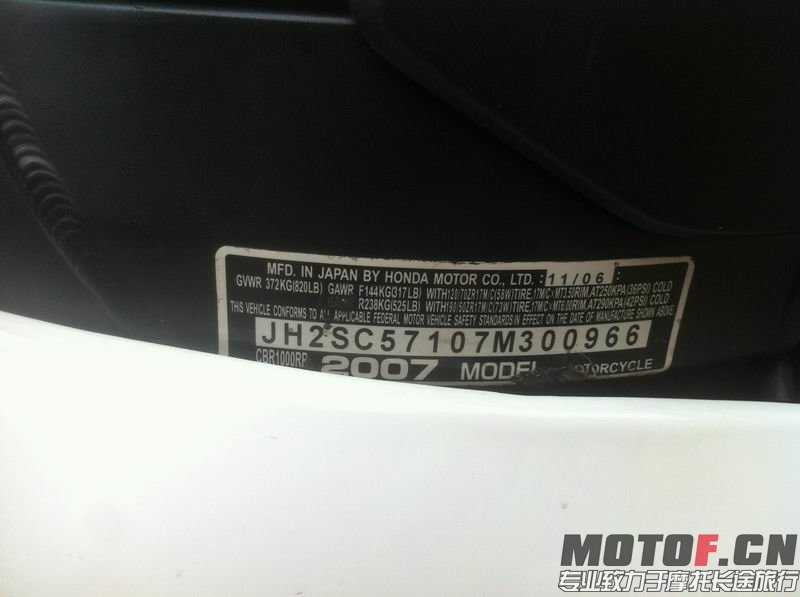 MFD. IN JAPAN BY HONDA MOTOR CO., LTD. 11/06
GVWR 372KG(820LB) GAWR F144KG(317LB) WITH120/70ZR17M/C(58W)TIRE,17M/C×MT3.50RIM,AT250KPA(36PSI) COLD
R238KG(525LB) WITH190/50ZR17M/C(73W)TIRE,17M/C×MT6.00RIM,AT290KPA(42PSI) COLD
THIS VEHICLE CONFORMS TO ALL APPLICABLE FEDERAL MOTOR VEHICLE SAFETY STANDARDS IN EFFECT ON THE DATE OF MANUFACTURE SHOWN ABOVE.
JH2SC57107M300966
CBR1000RF 2007 MODEL MOTORCYCLE
MOTOF.CN
专业致力于摩托长途旅行